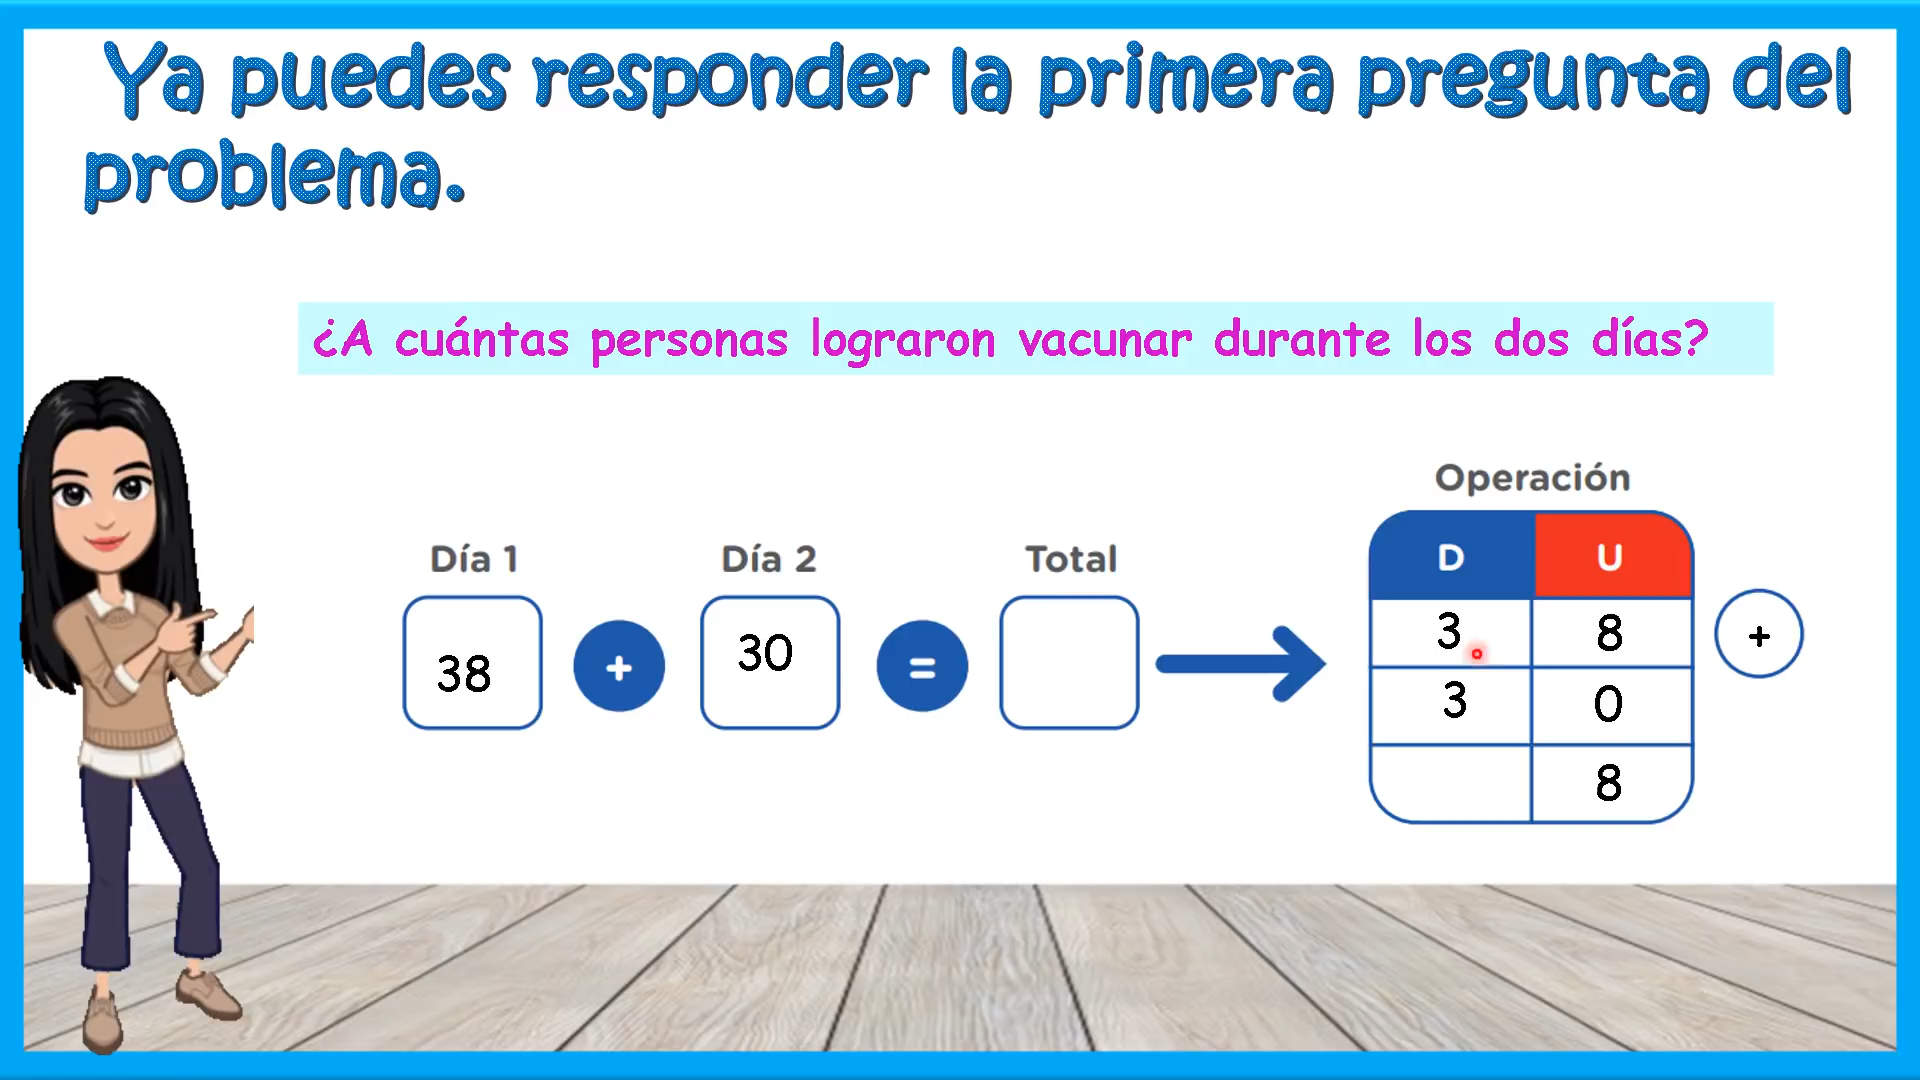 Ya puedes responder la primera pregunta del
problema.
¿A cuántas personas lograron vacunar durante los dos días?
Operación
Día 1 Día 2 Total
D U
38 + 30 =
3 8 +
3 0
8